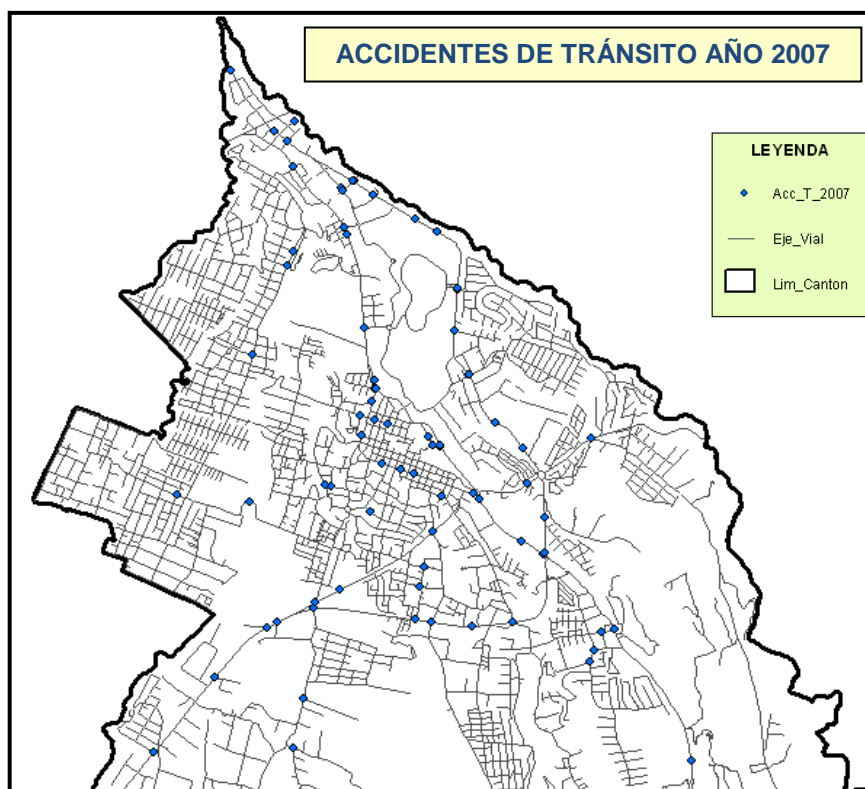 ACCIDENTES DE TRÁNSITO AÑO 2007
LEYENDA
Acc_T_2007
Eje_Vial
Lim_Canton